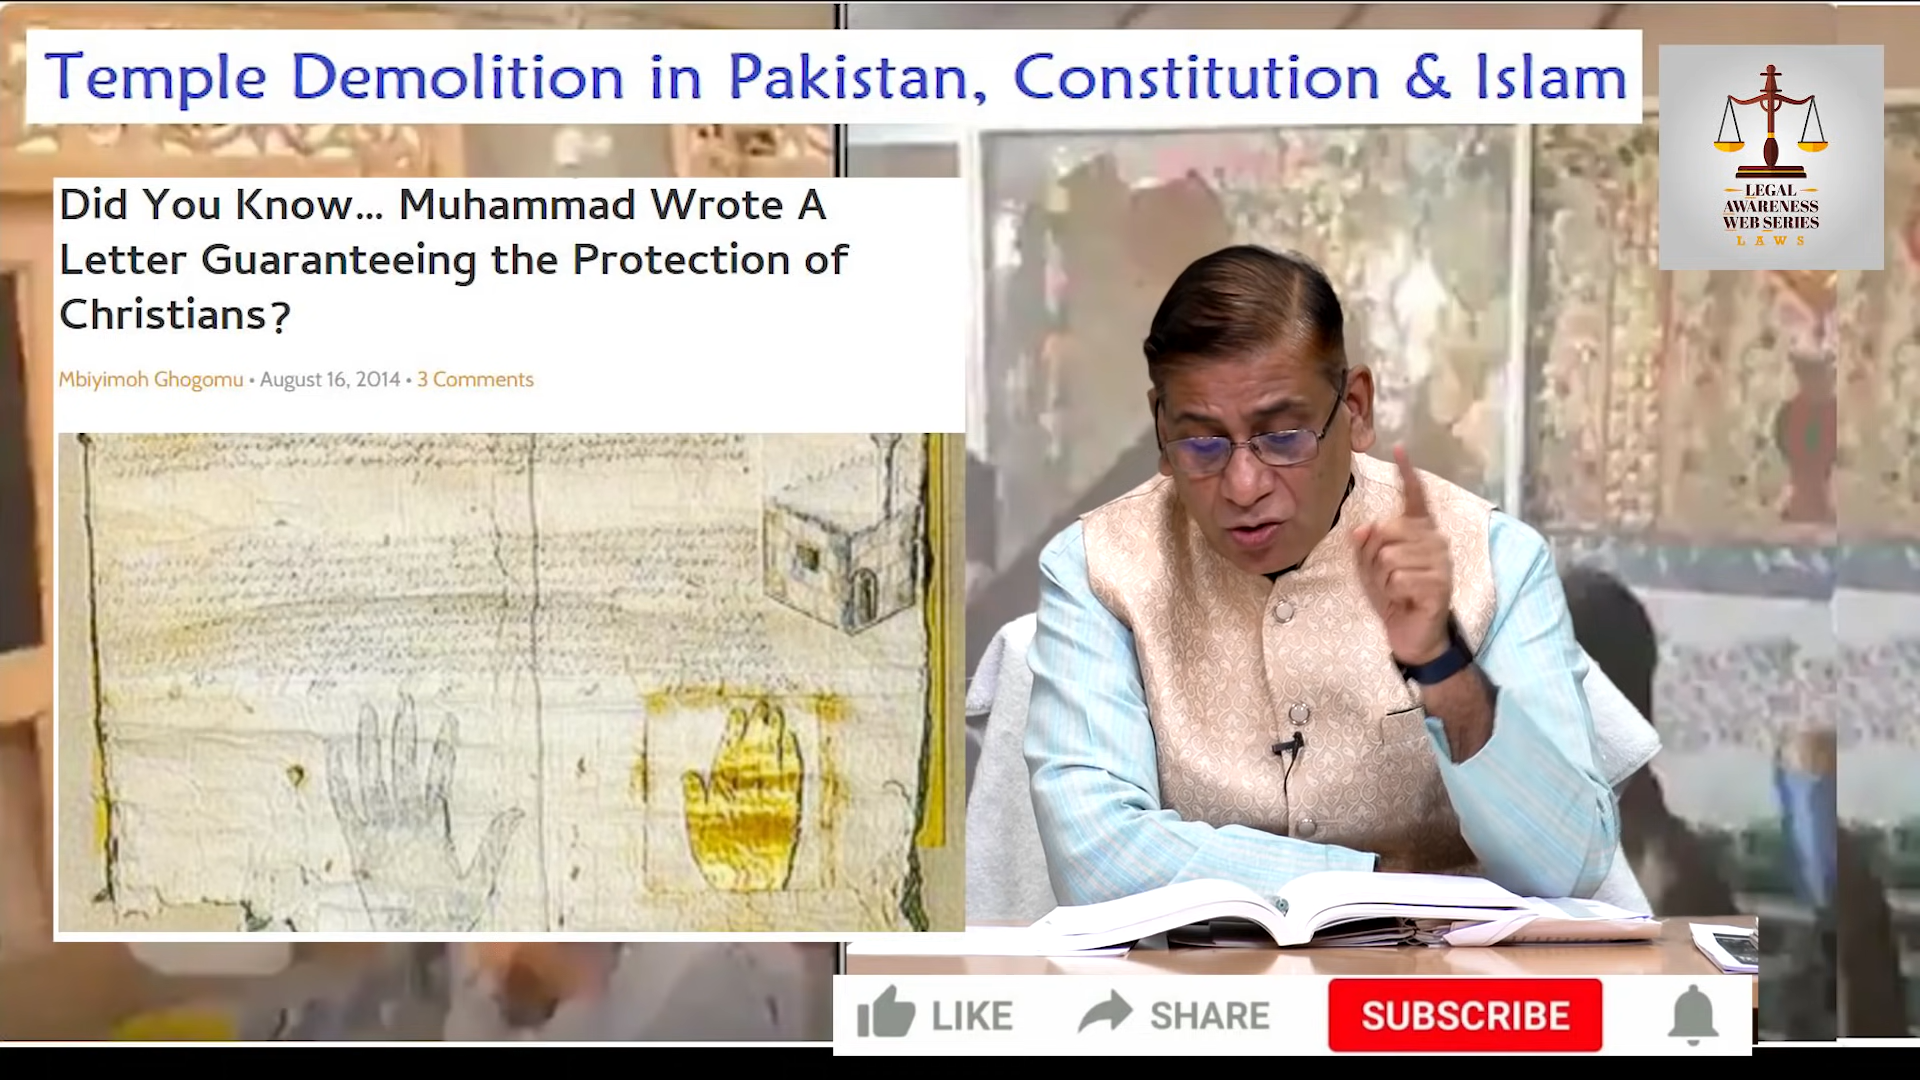 Temple Demolition in Pakistan, Constitution & Islam
LEGAL
AWARENESS
WEB SERIES
LAWS
Did You Know... Muhammad Wrote A
Letter Guaranteeing the Protection of
Christians?
Mbiyimoh Ghogomu • August 16, 2014 • 3 Comments
LIKE
SHARE
SUBSCRIBE